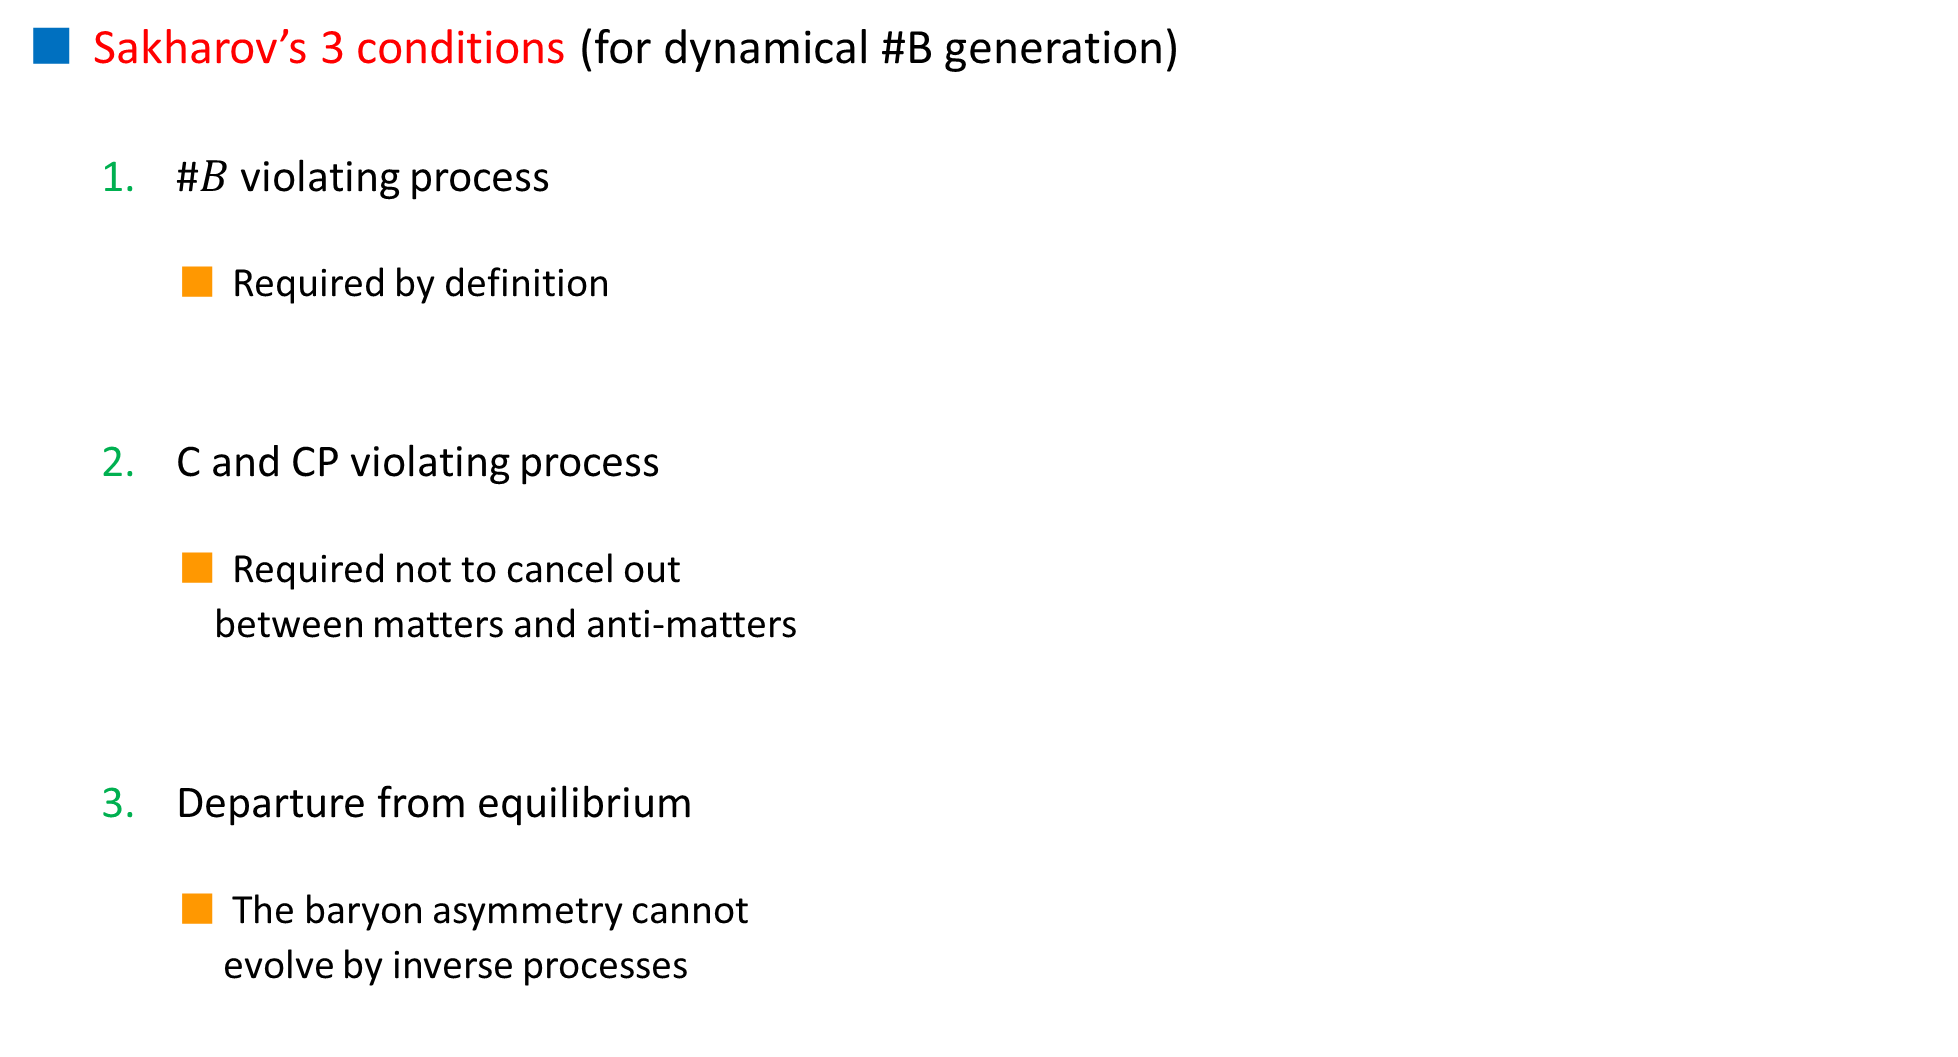 Sakharov's 3 conditions (for dynamical #B generation)
1. #B violating process
Required by definition
2. C and CP violating process
Required not to cancel out
between matters and anti-matters
3. Departure from equilibrium
The baryon asymmetry cannot
evolve by inverse processes